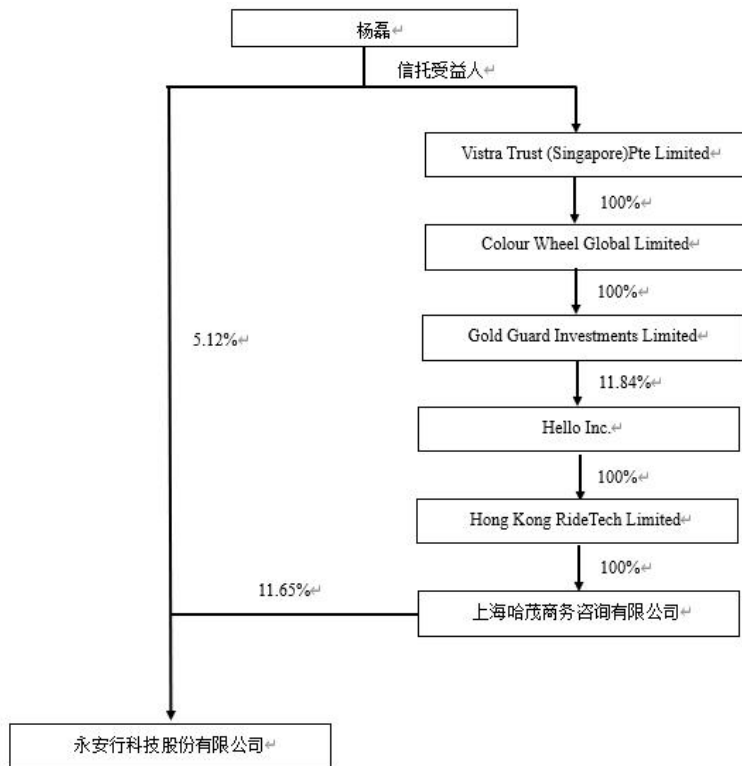 杨磊↵
信托受益人↵
Vistra Trust (Singapore)Pte Limited↵
100%↵
Colour Wheel Global Limited↵
100%↵
5.12%↵
Gold Guard Investments Limited↵
11.84%↵
Hello Inc.↵
100%↵
Hong Kong RideTech Limited↵
100%↵
11.65%↵
上海哈茂商务咨询有限公司↵
永安行科技股份有限公司↵